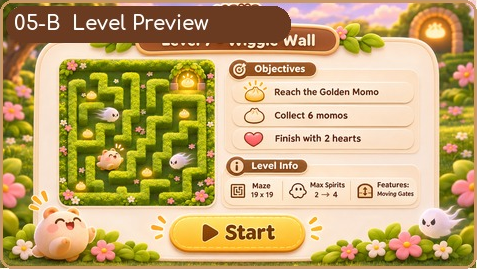 05-B Level Preview
Wiggle Wall
Objectives
Reach the Golden Momo
Collect 6 momos
Finish with 2 hearts
Level Info
Maze
19 x 19
Max Spirits
2 → 4
Features:
Moving Gates
Start